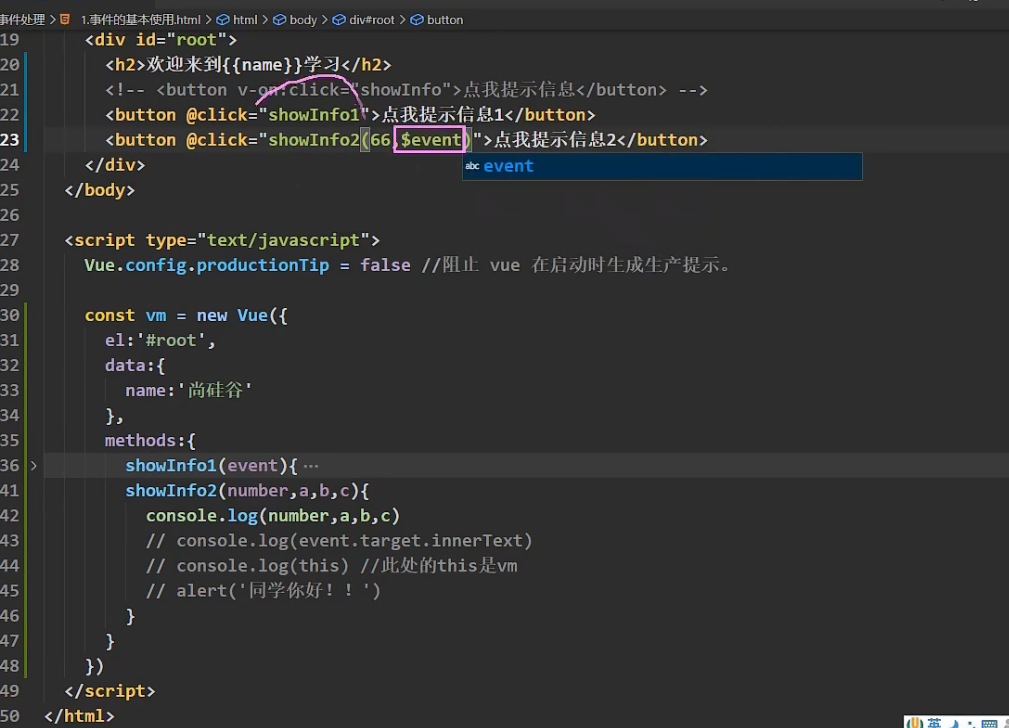 事件处理 > 1.事件的基本使用.html > html > body > div#root > button
19 <div id="root">
20 <h2>欢迎来到{{name}}学习</h2>
21 <!-- <button v-on:click="showInfo">点我提示信息</button> -->
22 <button @click="showInfo1">点我提示信息1</button>
23 <button @click="showInfo2(66,$event)">点我提示信息2</button>
abc event
24 </div>
25 </body>
26
27 <script type="text/javascript">
28 Vue.config.productionTip = false //阻止 vue 在启动时生成生产提示。
29
30 const vm = new Vue({
31 el:'#root',
32 data:{
33 name:'尚硅谷'
34 },
35 methods:{
36 > showInfo1(event){ ···
41 showInfo2(number,a,b,c){
42 console.log(number,a,b,c)
43 // console.log(event.target.innerText)
44 // console.log(this) //此处的this是vm
45 // alert('同学你好！！')
46 }
47 }
48 })
49 </script>
50 </html>
英